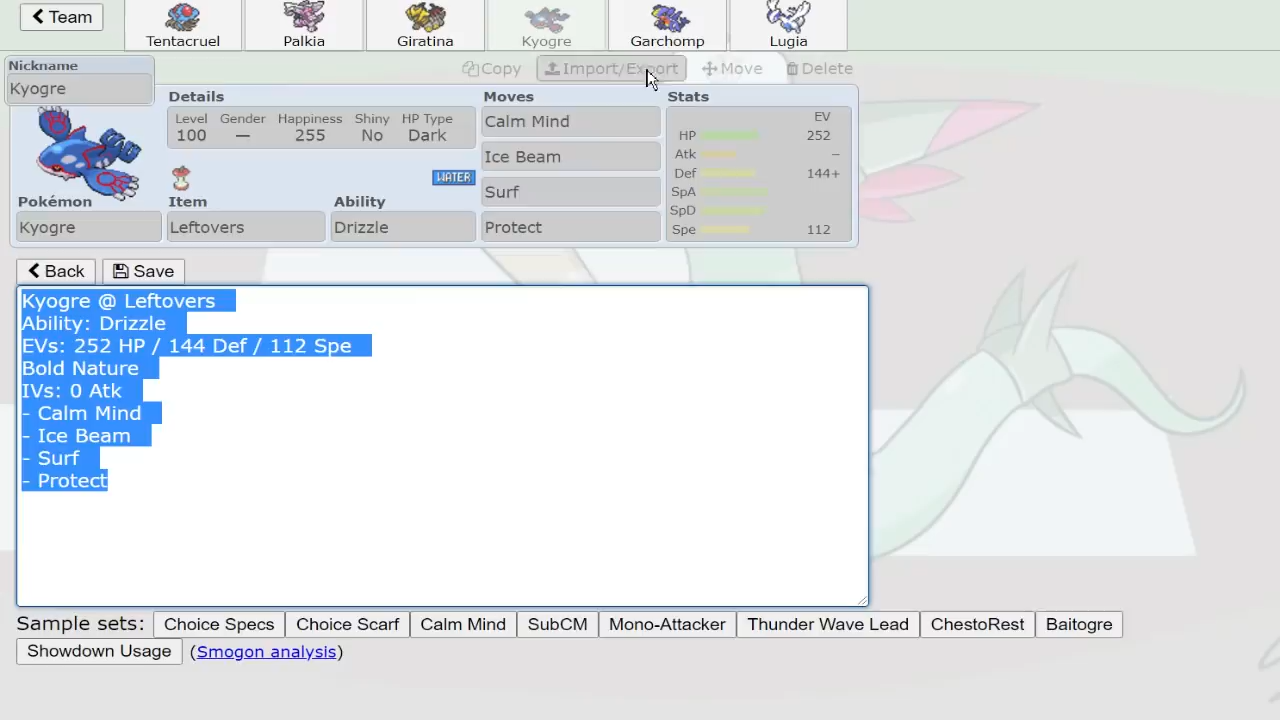 Team
Tentacruel
Palkia
Giratina
Kyogre
Garchomp
Lugia
Copy
Import/Export
Move
Delete
Nickname
Kyogre
Details
Moves
Stats
Level Gender Happiness Shiny HP Type
100 — 255 No Dark
WATER
Pokémon
Kyogre
Item
Leftovers
Ability
Drizzle
Calm Mind
Ice Beam
Surf
Protect
EV
HP 252
Atk –
Def 144+
SpA
SpD
Spe 112
Back
Save
Kyogre @ Leftovers
Ability: Drizzle
EVs: 252 HP / 144 Def / 112 Spe
Bold Nature
IVs: 0 Atk
- Calm Mind
- Ice Beam
- Surf
- Protect
Sample sets: Choice Specs Choice Scarf Calm Mind SubCM Mono-Attacker Thunder Wave Lead ChestoRest Baitogre
Showdown Usage (Smogon analysis)